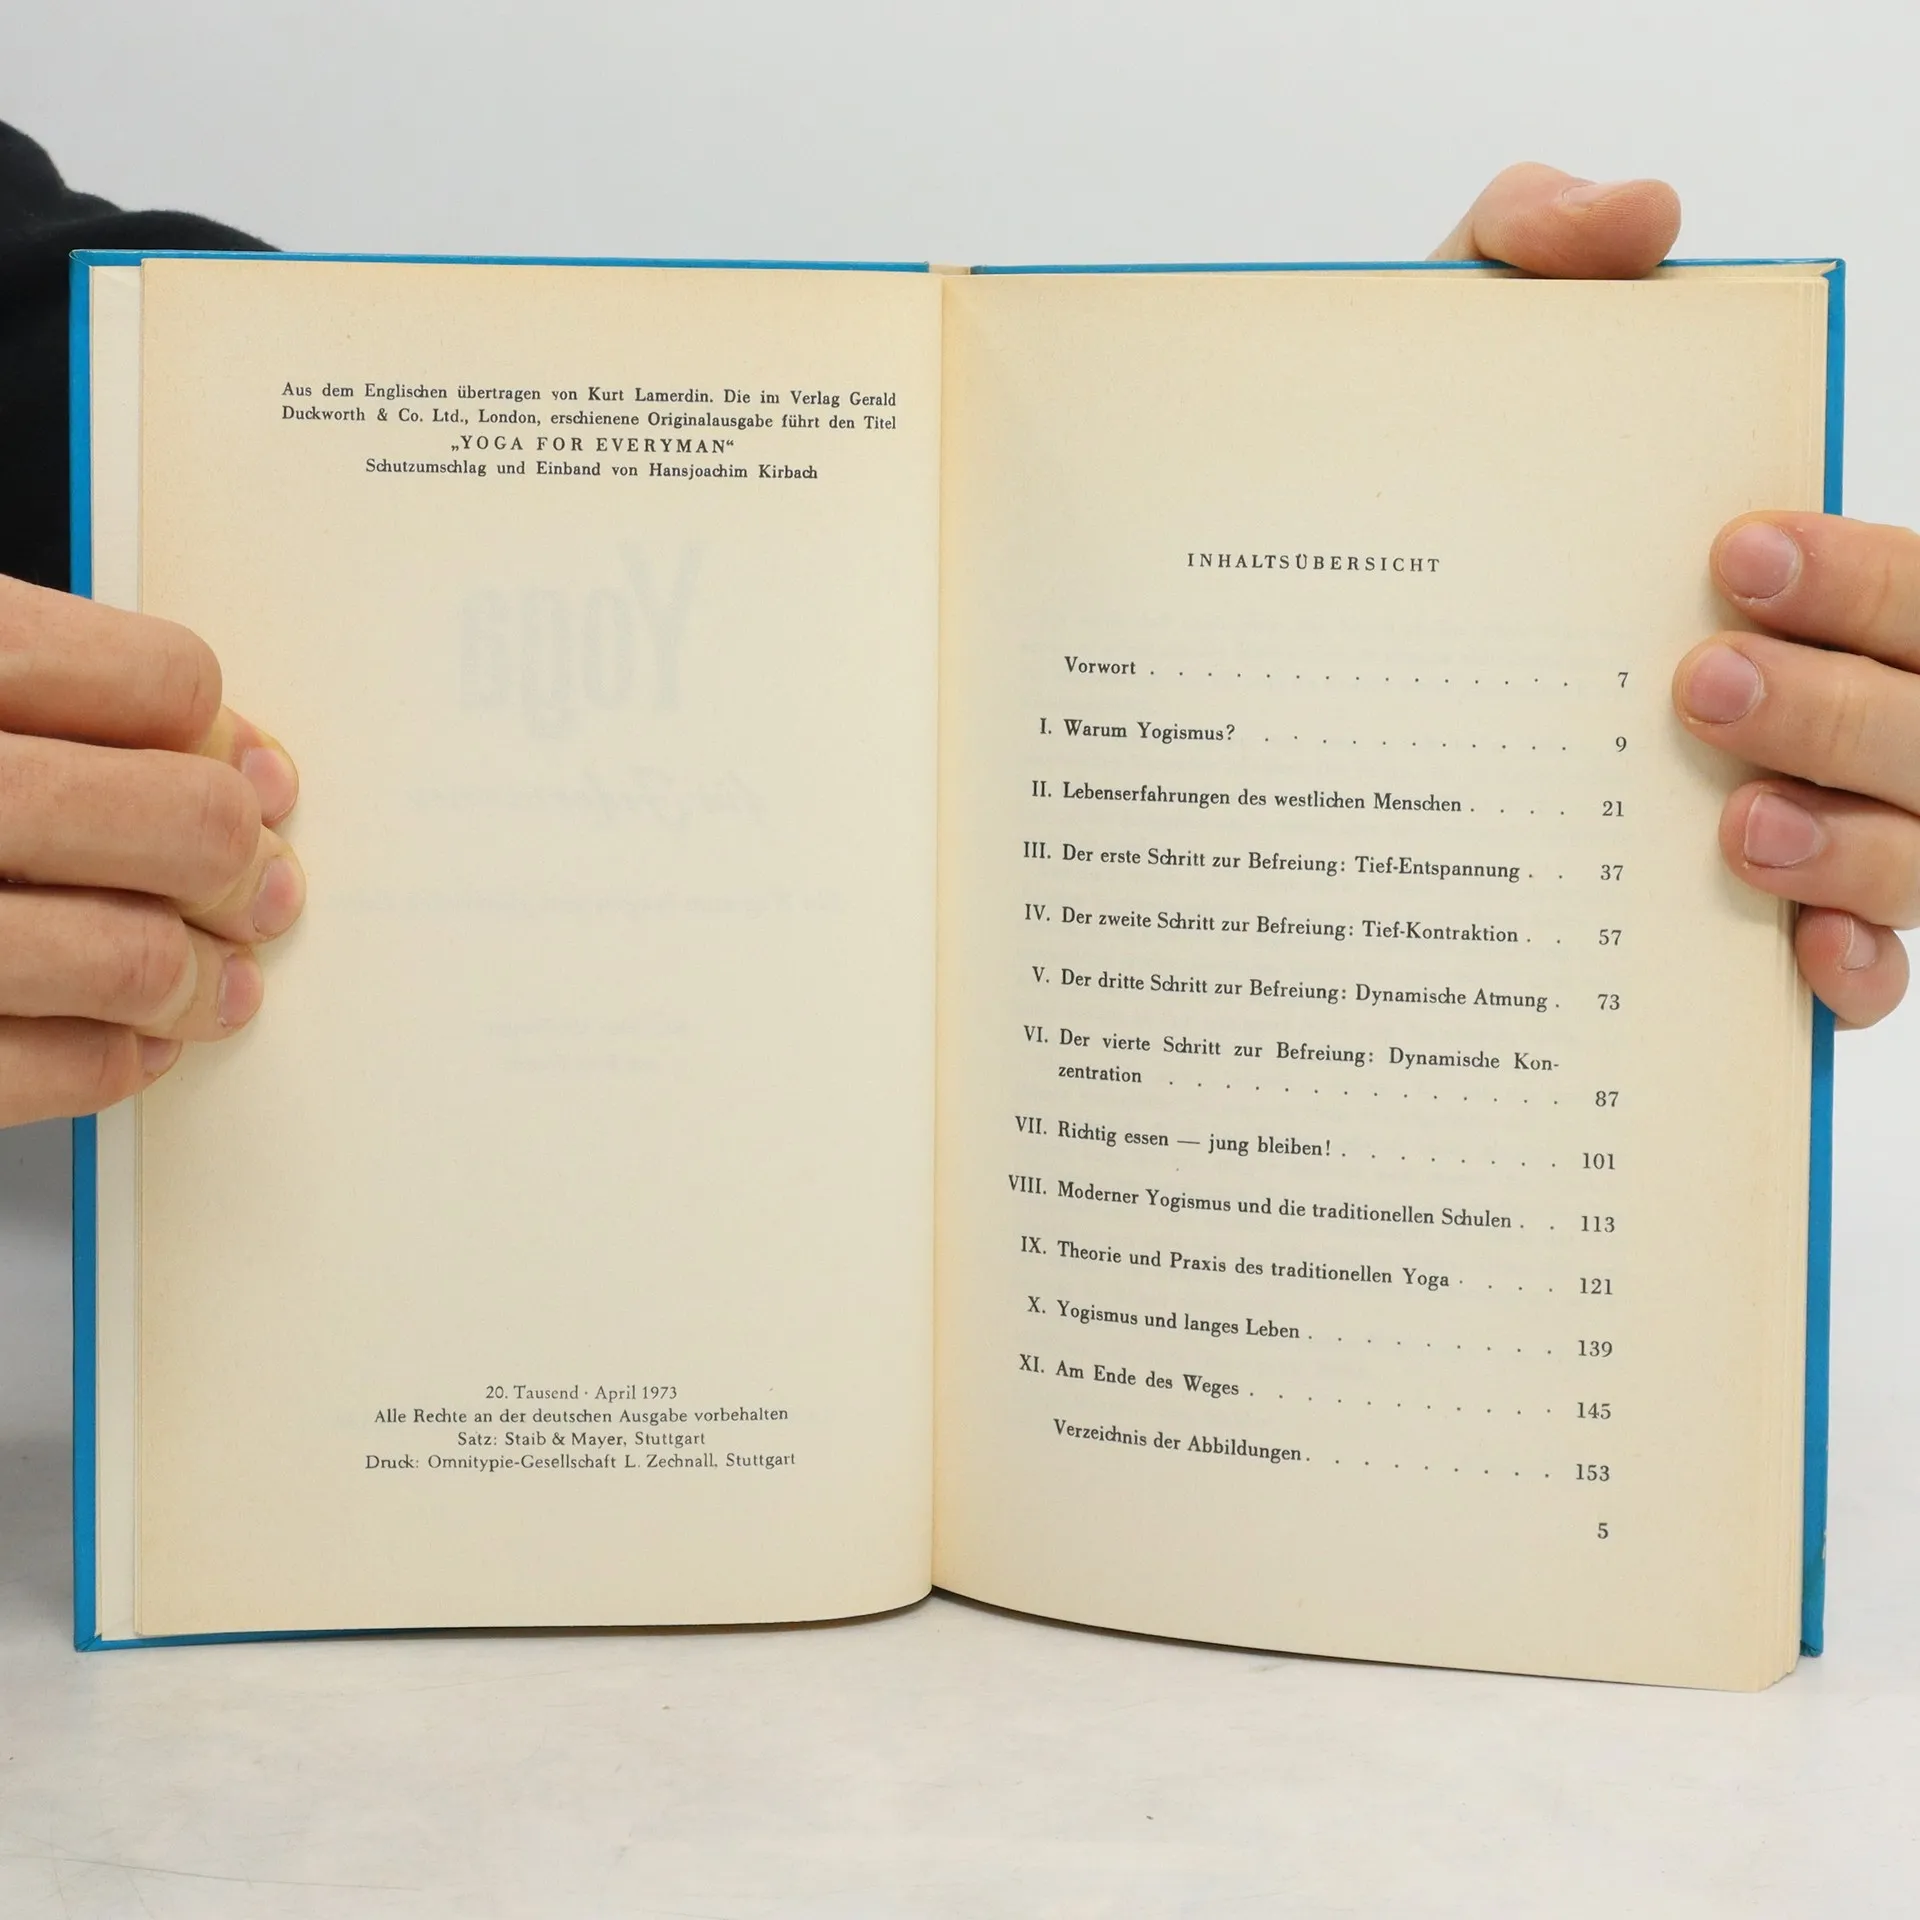 Aus dem Englischen übertragen von Kurt Lamerdin. Die im Verlag Gerald
Duckworth & Co. Ltd., London, erschienene Originalausgabe führt den Titel
„YOGA FOR EVERYMAN“
Schutzumschlag und Einband von Hansjoachim Kirbach
20. Tausend · April 1973
Alle Rechte an der deutschen Ausgabe vorbehalten
Satz: Staib & Mayer, Stuttgart
Druck: Omnitypie-Gesellschaft L. Zechnall, Stuttgart
INHALTSÜBERSICHT
Vorwort . . . . . . . . . . . . . . . 7
I. Warum Yogismus? . . . . . . . . . . . 9
II. Lebenserfahrungen des westlichen Menschen . . . . 21
III. Der erste Schritt zur Befreiung: Tief-Entspannung . . 37
IV. Der zweite Schritt zur Befreiung: Tief-Kontraktion . . 57
V. Der dritte Schritt zur Befreiung: Dynamische Atmung . 73
VI. Der vierte Schritt zur Befreiung: Dynamische Kon-
zentration . . . . . . . . . . . . . . 87
VII. Richtig essen — jung bleiben! . . . . . . . . 101
VIII. Moderner Yogismus und die traditionellen Schulen . . 113
IX. Theorie und Praxis des traditionellen Yoga . . . . 121
X. Yogismus und langes Leben . . . . . . . . . 139
XI. Am Ende des Weges . . . . . . . . . . . 145
Verzeichnis der Abbildungen . . . . . . . . . 153
5